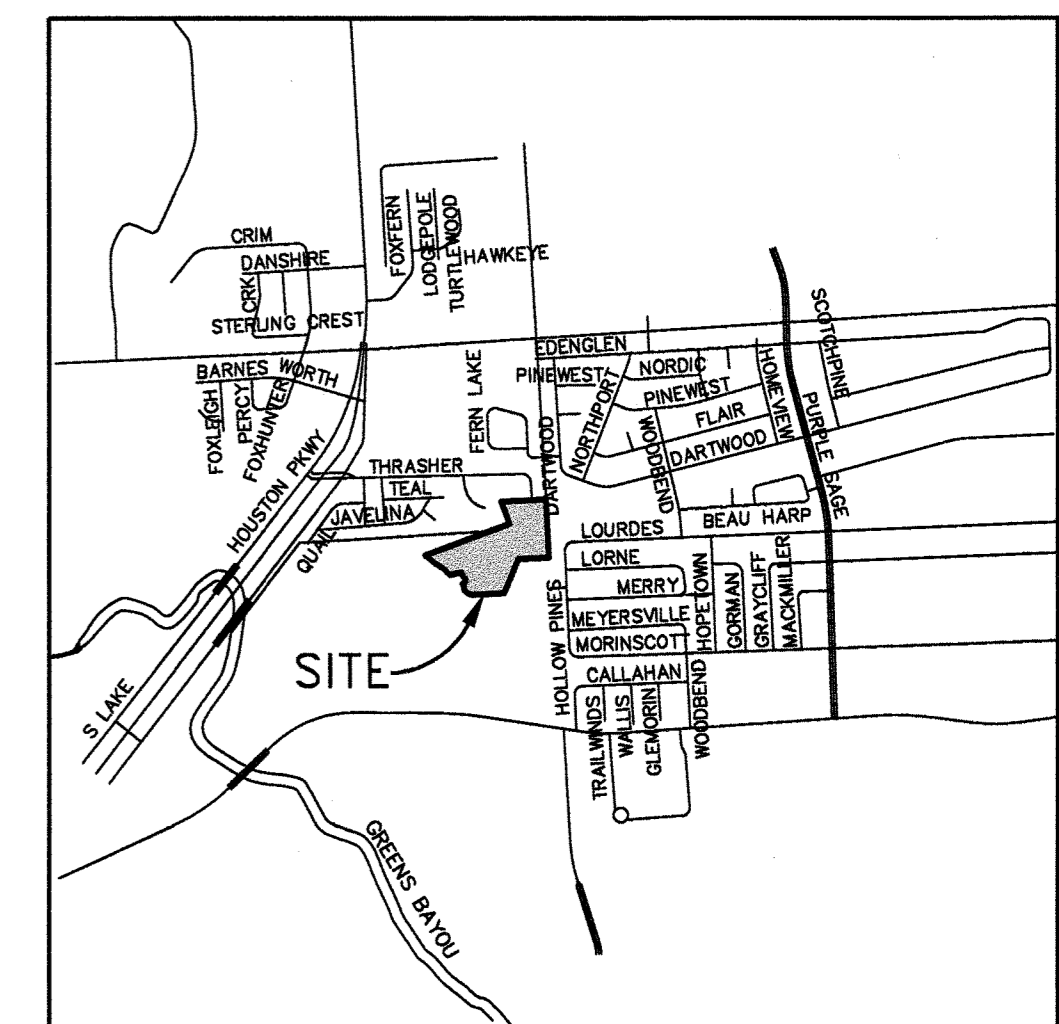 CRIM
DANSHIRE
CRK
STERLING CREST
FOXFERN
LODGEPOLE
TURTLEWOOD
HAWKEYE
BARNES WORTH
FOXLEIGH
PERCY
FOXHUNTER
HOUSTON PKWY
FERN LAKE
EDENGLEN
PINEWEST
NORTHPORT
NORDIC
PINEWEST
HOMEVIEW
SCOTCHPINE
FLAIR
DARTWOOD
WOODBEND
PURPLE SAGE
DARTWOOD
THRASHER
TEAL
JAVELINA
QUAIL
BEAU HARP
LOURDES
LORNE
MERRY
MEYERSVILLE
MORINSCOTT
HOLLOW PINES
HOPETOWN
GORMAN
GRAYCLIFF
MACKMILLER
SITE
CALLAHAN
TRAILWINDS
WALLIS
GLEMORIN
WOODBEND
S LAKE
GREENS BAYOU